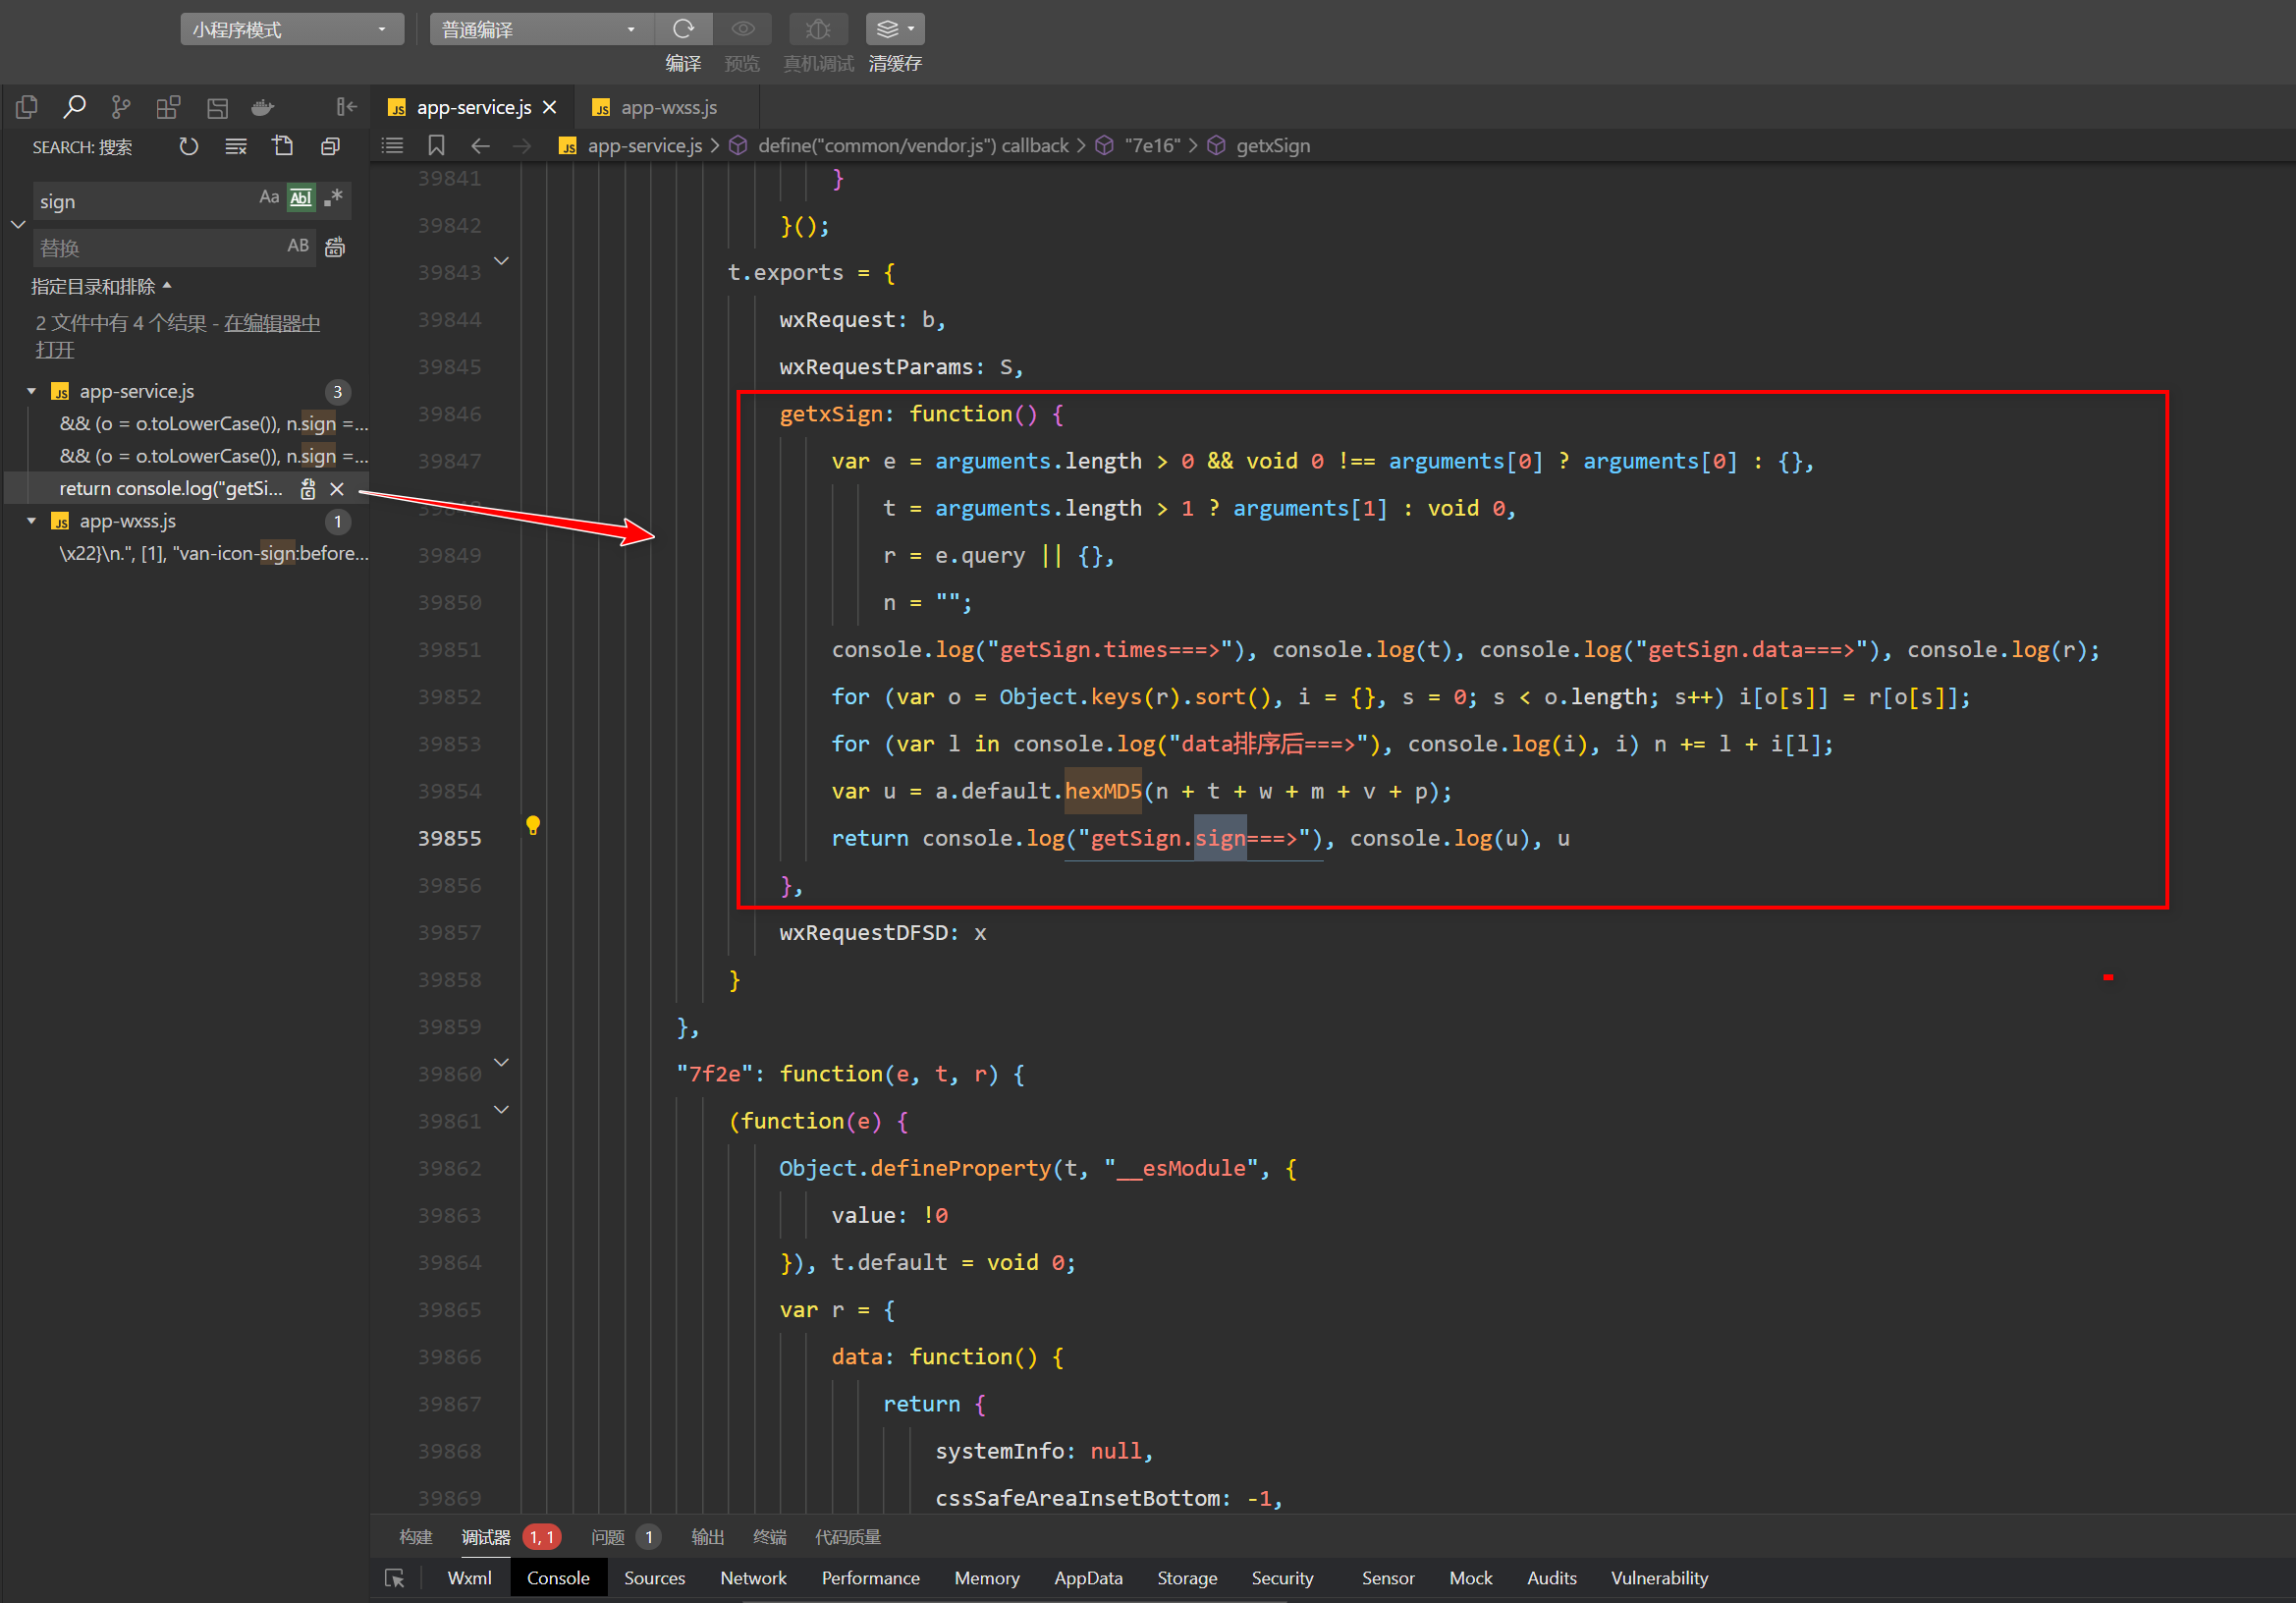 小程序模式
普通编译
编译
预览
真机调试
清缓存
app-service.js
app-wxss.js
SEARCH: 搜索
app-service.js > define("common/vendor.js") callback > "7e16" > getxSign
sign
Aa
Abl
.*
替换
AB
指定目录和排除
2 文件中有 4 个结果 - 在编辑器中
打开
app-service.js
3
&& (o = o.toLowerCase()), n.sign =...
&& (o = o.toLowerCase()), n.sign =...
return console.log("getSi...
app-wxss.js
1
\x22}\n.", [1], "van-icon-sign:before...
39841 }
39842 }();
39843 t.exports = {
39844 wxRequest: b,
39845 wxRequestParams: S,
39846 getxSign: function() {
39847 var e = arguments.length > 0 && void 0 !== arguments[0] ? arguments[0] : {},
39848 t = arguments.length > 1 ? arguments[1] : void 0,
39849 r = e.query || {},
39850 n = "";
39851 console.log("getSign.times===>"), console.log(t), console.log("getSign.data===>"), console.log(r);
39852 for (var o = Object.keys(r).sort(), i = {}, s = 0; s < o.length; s++) i[o[s]] = r[o[s]];
39853 for (var l in console.log("data排序后===>"), console.log(i), i) n += l + i[l];
39854 var u = a.default.hexMD5(n + t + w + m + v + p);
39855 return console.log("getSign.sign===>"), console.log(u), u
39856 },
39857 wxRequestDFSD: x
39858 }
39859 },
39860 "7f2e": function(e, t, r) {
39861 (function(e) {
39862 Object.defineProperty(t, "__esModule", {
39863 value: !0
39864 }), t.default = void 0;
39865 var r = {
39866 data: function() {
39867 return {
39868 systemInfo: null,
39869 cssSafeAreaInsetBottom: -1,
构建
调试器
1, 1
问题
1
输出
终端
代码质量
Wxml
Console
Sources
Network
Performance
Memory
AppData
Storage
Security
Sensor
Mock
Audits
Vulnerability